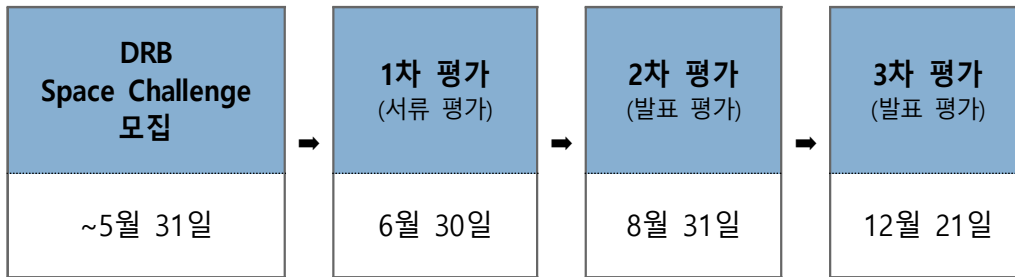 DRB
Space Challenge
모집
~5월 31일
➡
1차 평가
(서류 평가)
6월 30일
➡
2차 평가
(발표 평가)
8월 31일
➡
3차 평가
(발표 평가)
12월 21일